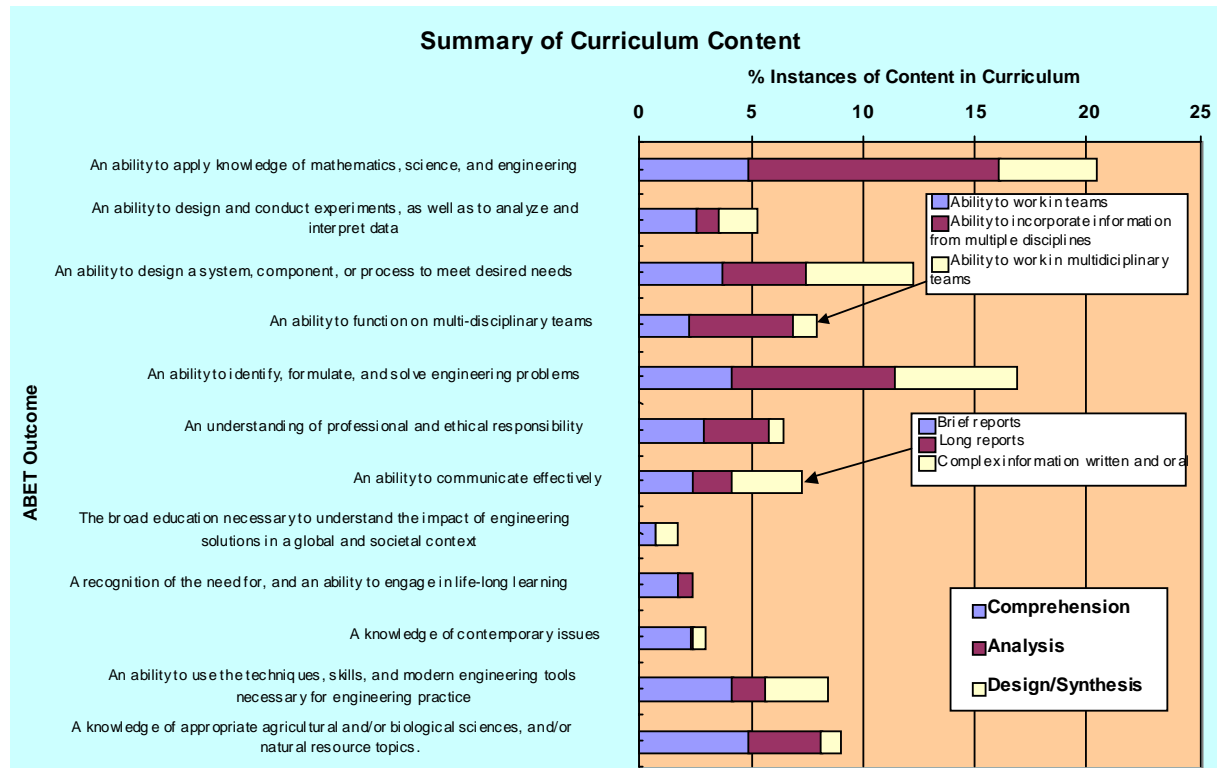 Summary of Curriculum Content
% Instances of Content in Curriculum
0 5 10 15 20 25
ABET Outcome
An ability to apply knowledge of mathematics, science, and engineering
An ability to design and conduct experiments, as well as to analyze and
interpret data
An ability to design a system, component, or process to meet desired needs
An ability to function on multi-disciplinary teams
An ability to identify, formulate, and solve engineering problems
An understanding of professional and ethical responsibility
An ability to communicate effectively
The broad education necessary to understand the impact of engineering
solutions in a global and societal context
A recognition of the need for, and an ability to engage in life-long learning
A knowledge of contemporary issues
An ability to use the techniques, skills, and modern engineering tools
necessary for engineering practice
A knowledge of appropriate agricultural and/or biological sciences, and/or
natural resource topics.
Ability to work in teams
Ability to incorporate information
from multiple disciplines
Ability to work in multidiciplinary
teams
Brief reports
Long reports
Complex information written and oral
Comprehension
Analysis
Design/Synthesis